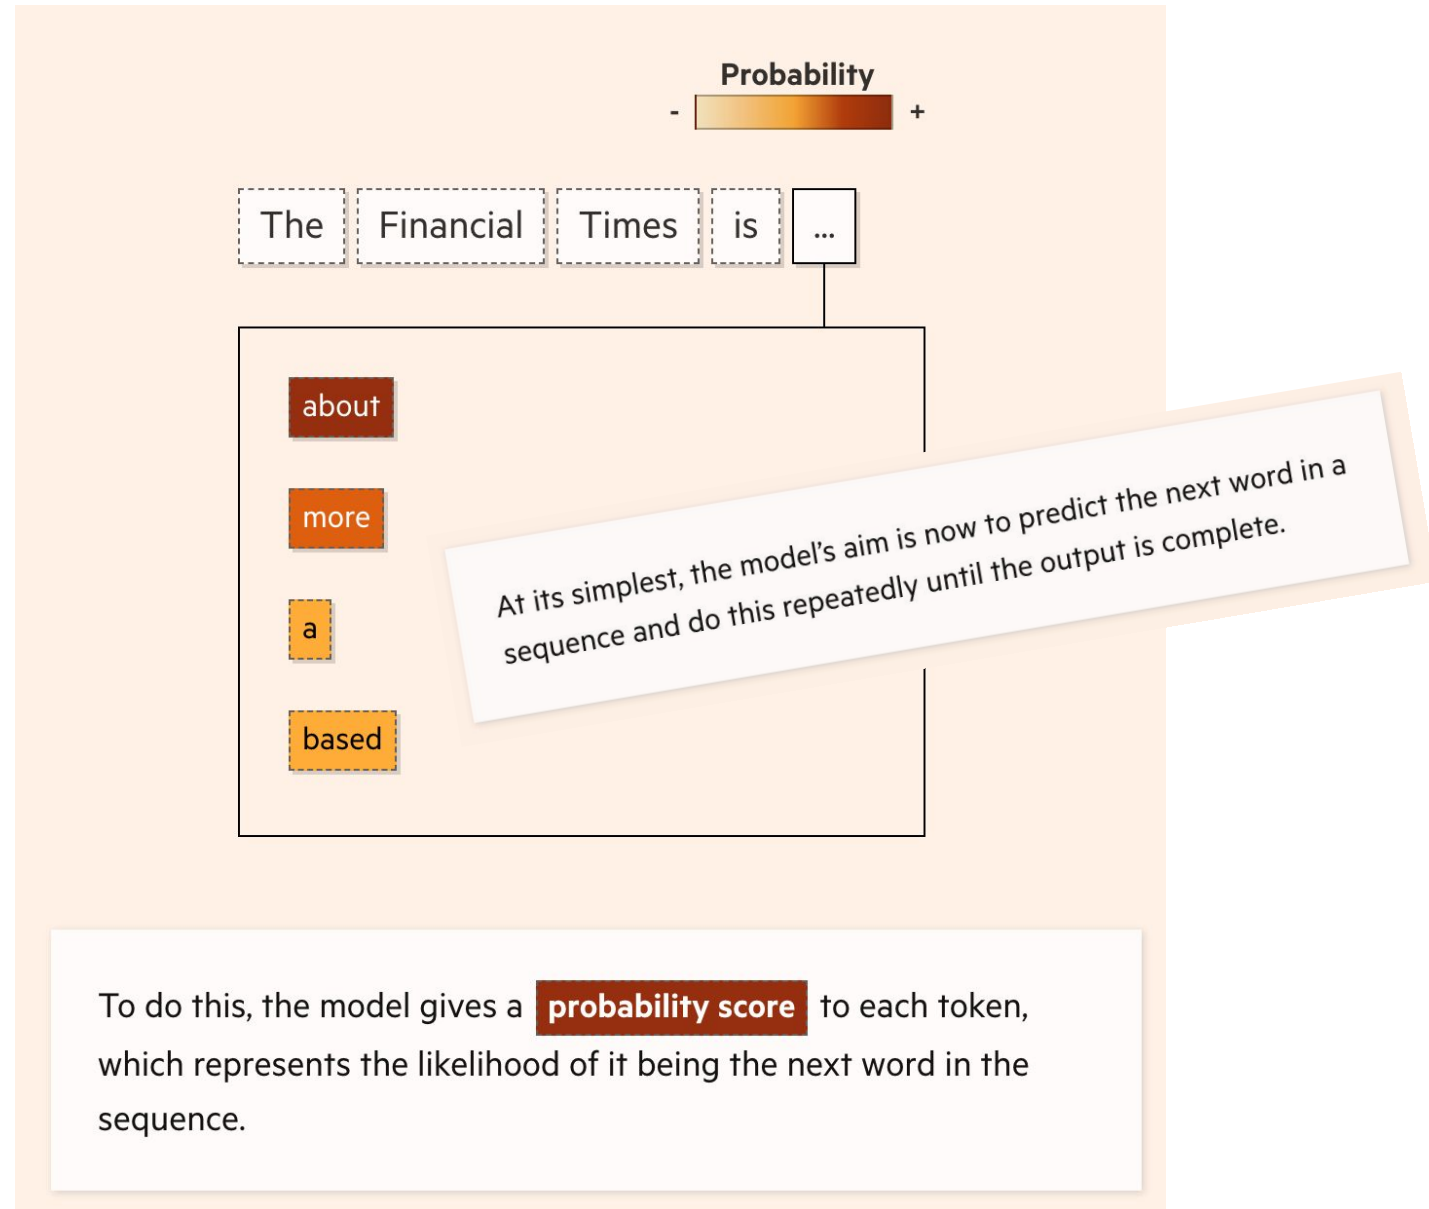 Probability
- +
The Financial Times is ...
about
more
a
based
At its simplest, the model’s aim is now to predict the next word in a
sequence and do this repeatedly until the output is complete.
To do this, the model gives a probability score to each token,
which represents the likelihood of it being the next word in the
sequence.